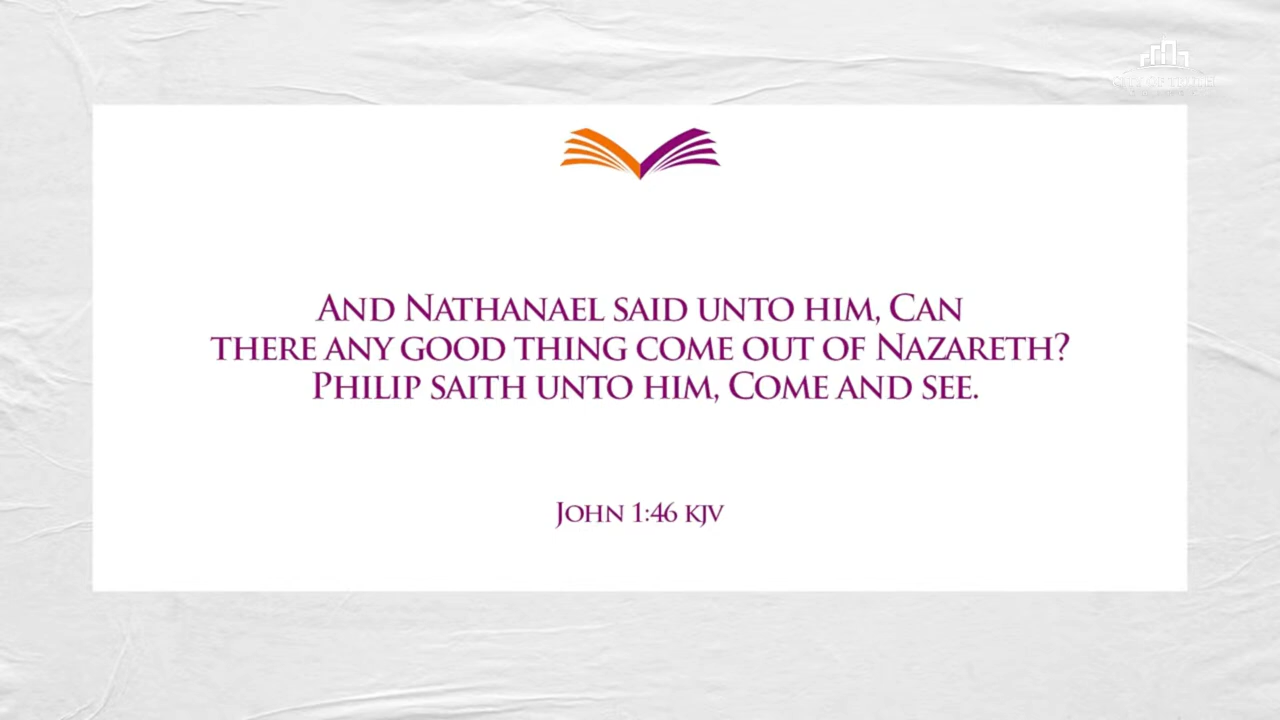 And Nathanael said unto him, Can
there any good thing come out of Nazareth?
Philip saith unto him, Come and see.
John 1:46 KJV